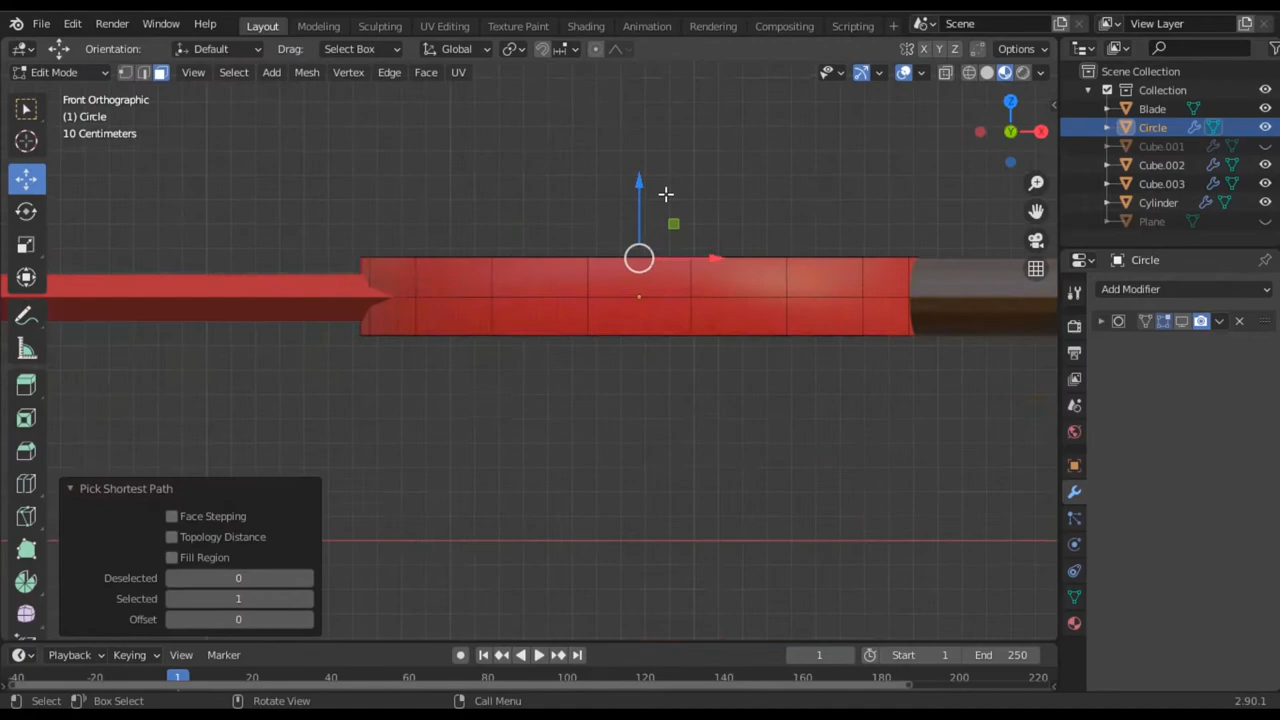 File Edit Render Window Help Layout Modeling Sculpting UV Editing Texture Paint Shading Animation Rendering Compositing Scripting + Scene View Layer
Orientation: Default Drag: Select Box Global X Y Z Options
Edit Mode View Select Add Mesh Vertex Edge Face UV
Scene Collection
Collection
Blade
Circle
Cube.001
Cube.002
Cube.003
Cylinder
Plane
Front Orthographic
(1) Circle
10 Centimeters
Z
X
Y
Circle
Add Modifier
Pick Shortest Path
Face Stepping
Topology Distance
Fill Region
Deselected 0
Selected 1
Offset 0
Playback Keying View Marker 1 Start 1 End 250
-40 -20 1 20 40 60 80 100 120 140 160 180 200 220
Select Box Select Rotate View Call Menu 2.90.1